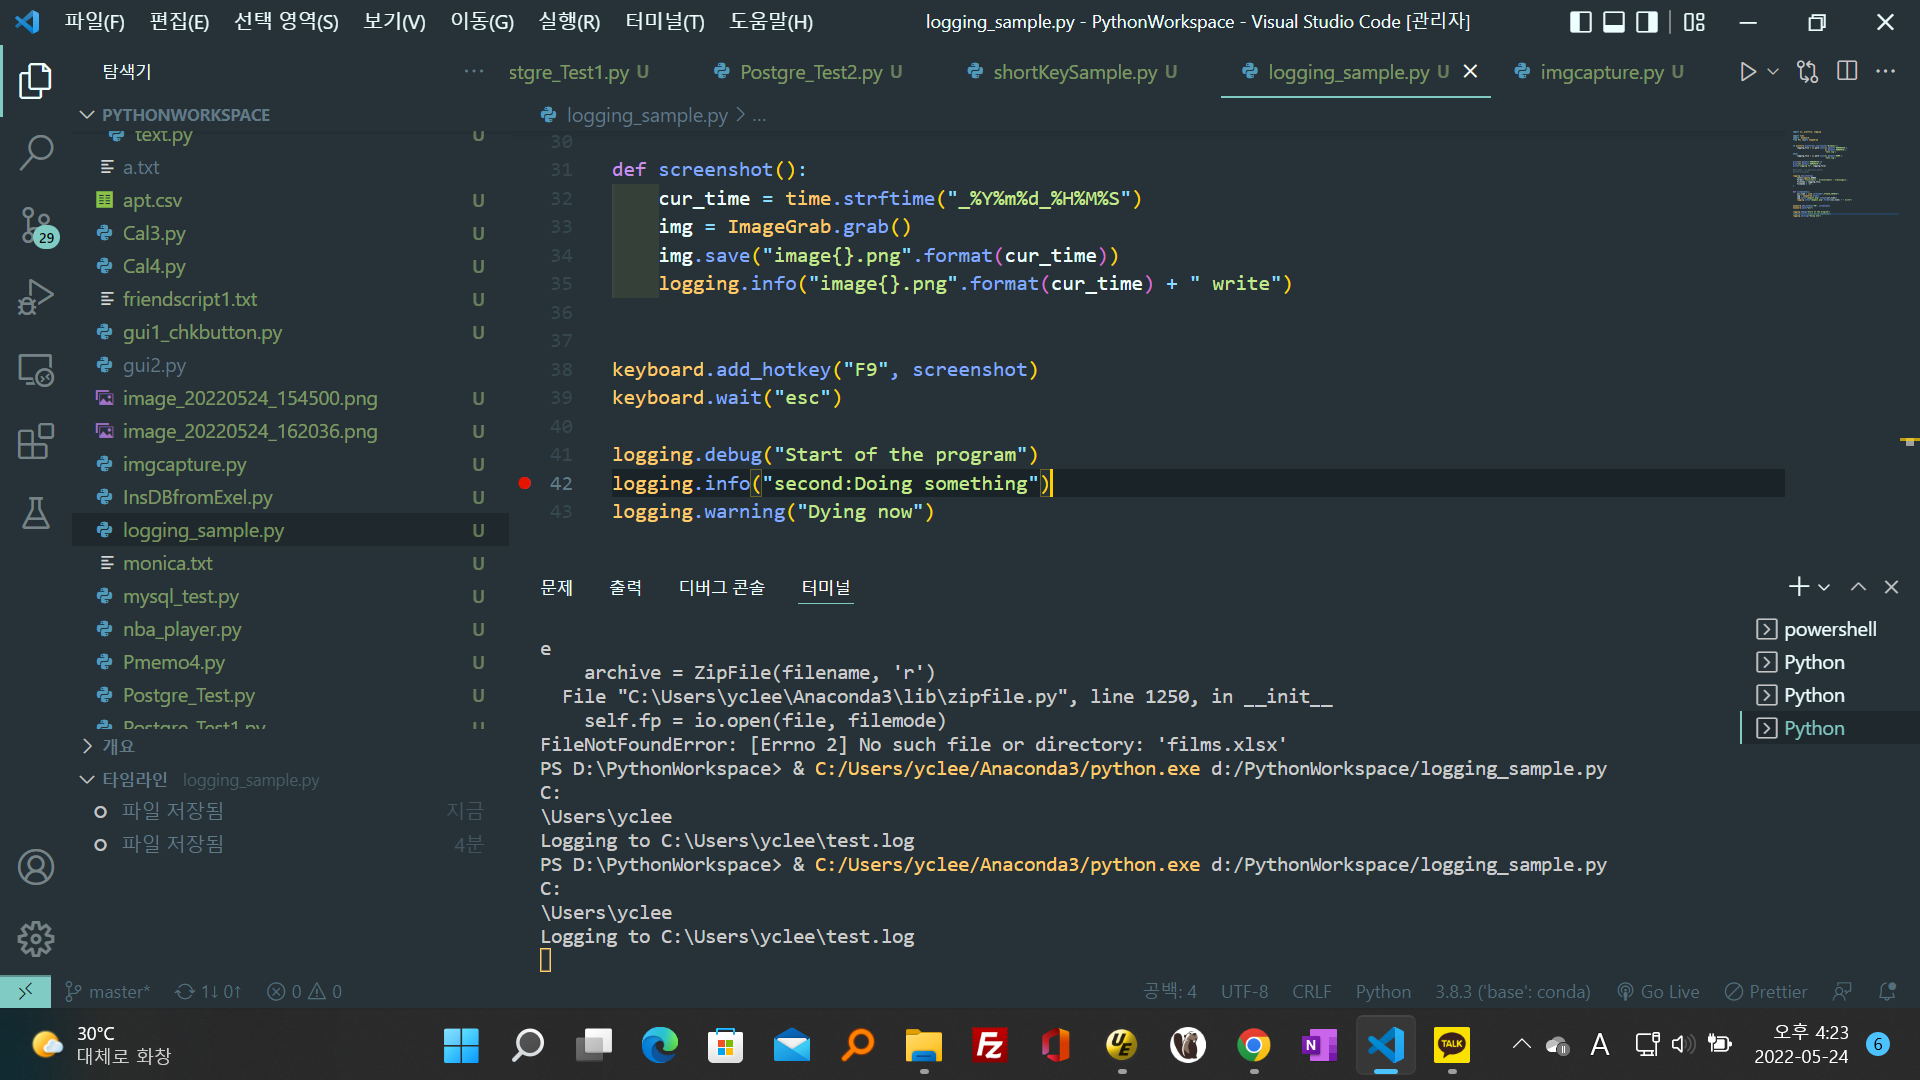 파일(F) 편집(E) 선택 영역(S) 보기(V) 이동(G) 실행(R) 터미널(T) 도움말(H) logging_sample.py - PythonWorkspace - Visual Studio Code [관리자]
탐색기 ...
stgre_Test1.py U Postgre_Test2.py U shortKeySample.py U logging_sample.py U imgcapture.py U
logging_sample.py > ...
PYTHONWORKSPACE
text.py U
a.txt
apt.csv U
Cal3.py U
Cal4.py U
friendscript1.txt U
gui1_chkbutton.py U
gui2.py
image_20220524_154500.png U
image_20220524_162036.png U
imgcapture.py U
InsDBfromExel.py U
logging_sample.py U
monica.txt U
mysql_test.py U
nba_player.py U
Pmemo4.py U
Postgre_Test.py U
Postgre_Test1.py U
개요
타임라인 logging_sample.py
파일 저장됨 지금
파일 저장됨 4분
29
30
31 def screenshot():
32 cur_time = time.strftime("_%Y%m%d_%H%M%S")
33 img = ImageGrab.grab()
34 img.save("image{}.png".format(cur_time))
35 logging.info("image{}.png".format(cur_time) + " write")
36
37
38 keyboard.add_hotkey("F9", screenshot)
39 keyboard.wait("esc")
40
41 logging.debug("Start of the program")
42 logging.info("second:Doing something")
43 logging.warning("Dying now")
문제 출력 디버그 콘솔 터미널
e
archive = ZipFile(filename, 'r')
File "C:\Users\yclee\Anaconda3\lib\zipfile.py", line 1250, in __init__
self.fp = io.open(file, filemode)
FileNotFoundError: [Errno 2] No such file or directory: 'films.xlsx'
PS D:\PythonWorkspace> & C:/Users/yclee/Anaconda3/python.exe d:/PythonWorkspace/logging_sample.py
C:
\Users\yclee
Logging to C:\Users\yclee\test.log
PS D:\PythonWorkspace> & C:/Users/yclee/Anaconda3/python.exe d:/PythonWorkspace/logging_sample.py
C:
\Users\yclee
Logging to C:\Users\yclee\test.log
powershell
Python
Python
Python
master* 1↓ 0↑ 0 0 공백: 4 UTF-8 CRLF Python 3.8.3 ('base': conda) Go Live Prettier
30°C
대체로 화창
Fz
UE
N
TALK
A
오후 4:23
2022-05-24
6